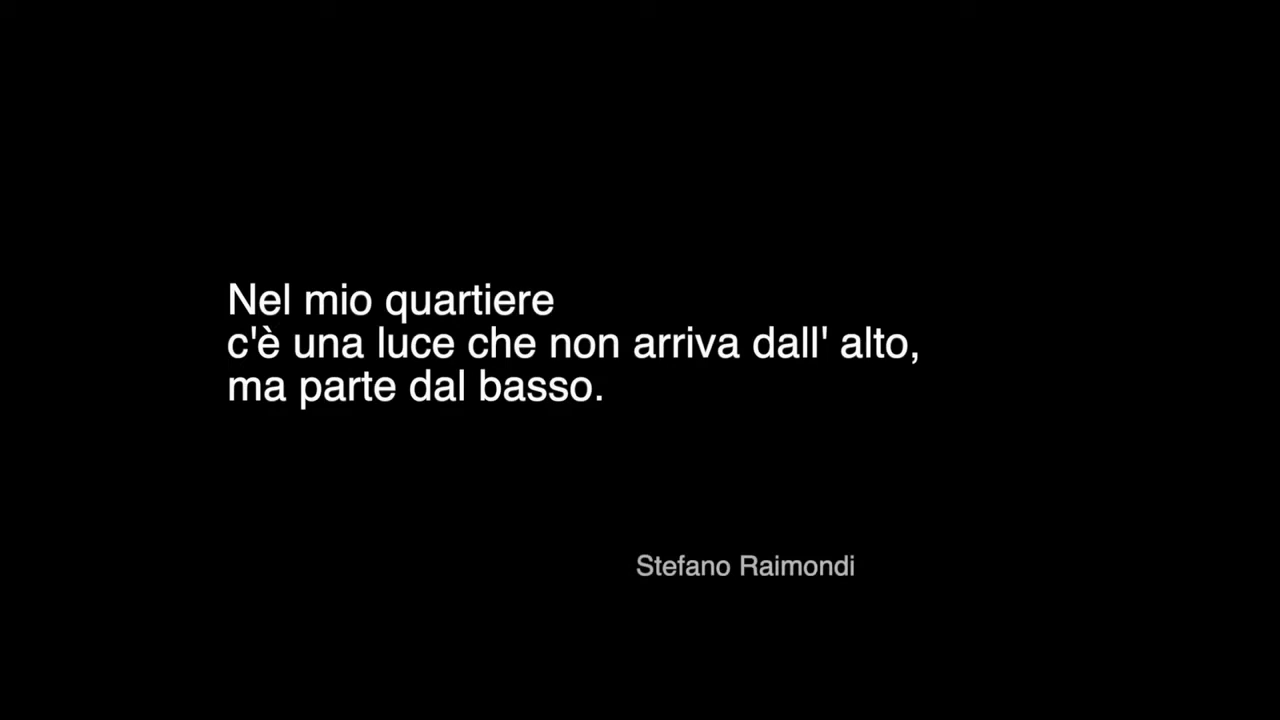 Nel mio quartiere
c'è una luce che non arriva dall' alto,
ma parte dal basso.
Stefano Raimondi